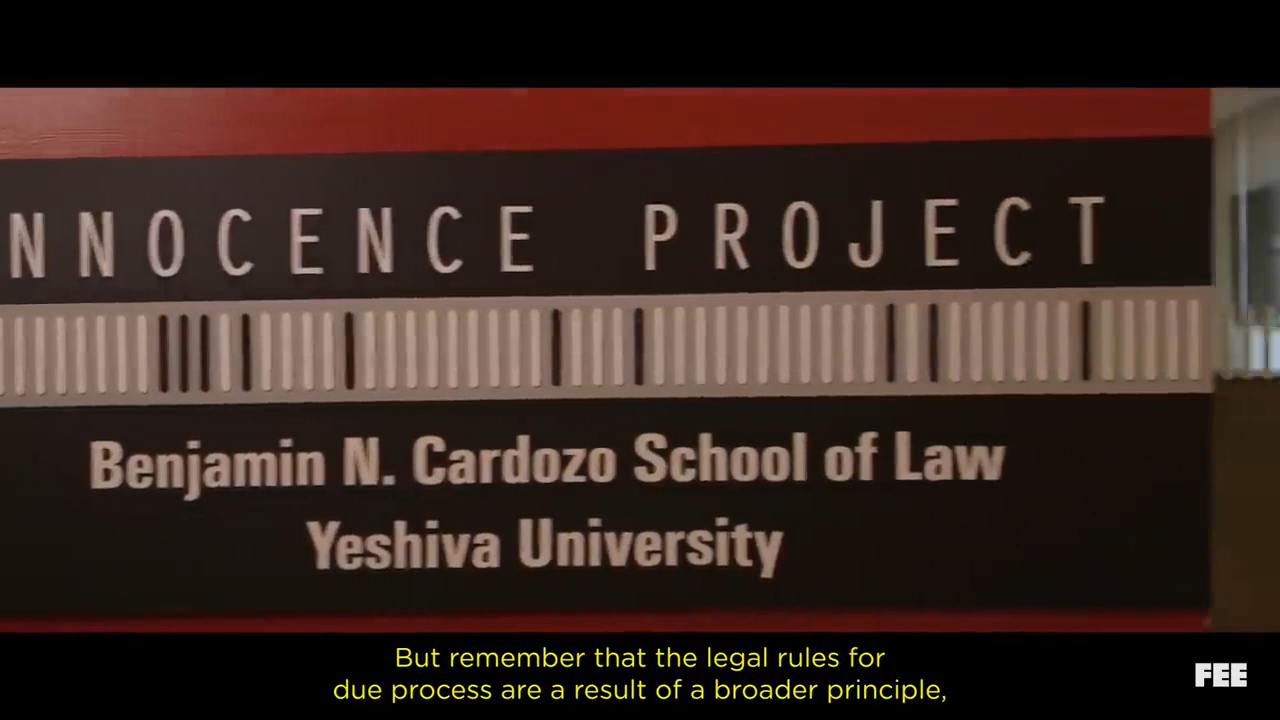 NNOCENCE PROJECT
Benjamin N. Cardozo School of Law
Yeshiva University
But remember that the legal rules for
due process are a result of a broader principle,
FEE